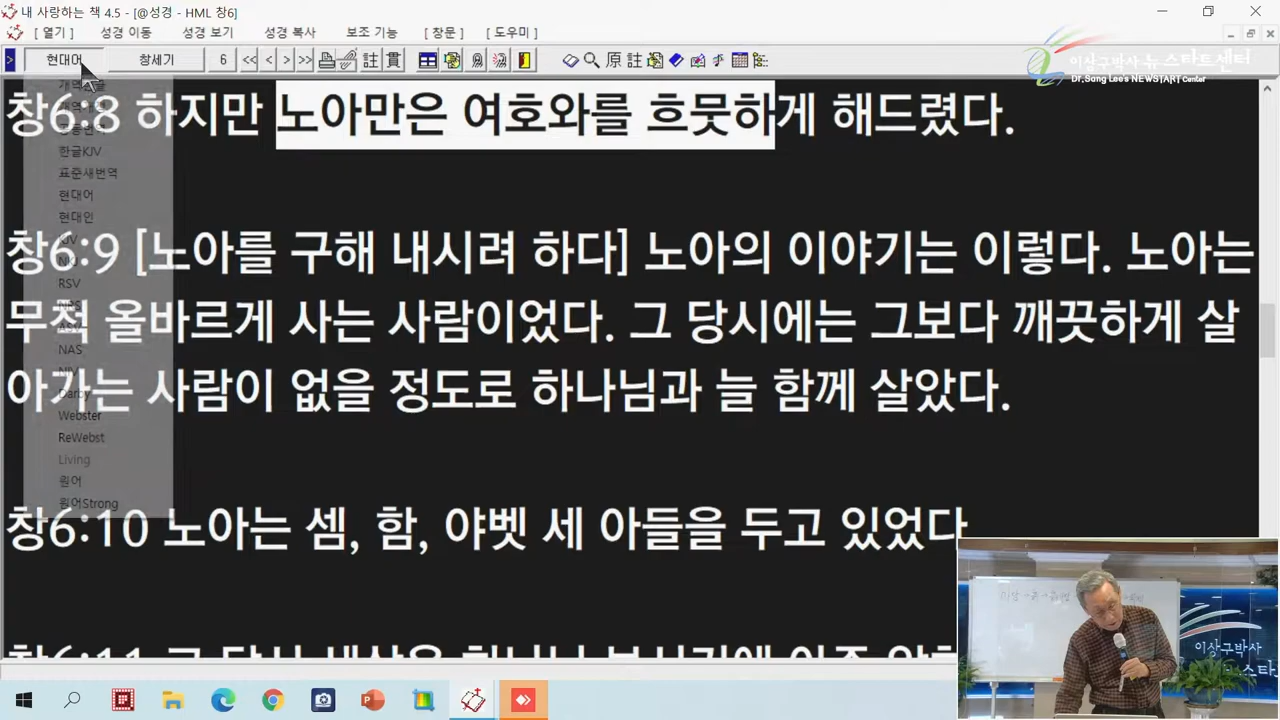 내 사랑하는 책 4.5 - [@성경 - HML 창6]
[ 열기 ] 성경 이동 성경 보기 성경 복사 보조 기능 [ 창문 ] [ 도우미 ]
현대어 창세기 6 << < > >> 註 貫 原 註
이상구박사 뉴스타트센터
Dr.Sang Lee's NEWSTART Center
창6:8 하지만 노아만은 여호와를 흐뭇하게 해드렸다.
한글KJV
표준새번역
현대어
현대인
KJV
창6:9 [노아를 구해 내시려 하다] 노아의 이야기는 이렇다. 노아는
RSV
무척 올바르게 사는 사람이었다. 그 당시에는 그보다 깨끗하게 살
NAS
NIV
아가는 사람이 없을 정도로 하나님과 늘 함께 살았다.
Darby
Webster
ReWebst
Living
원어
원어Strong
창6:10 노아는 셈, 함, 야벳 세 아들을 두고 있었다
이상구박사